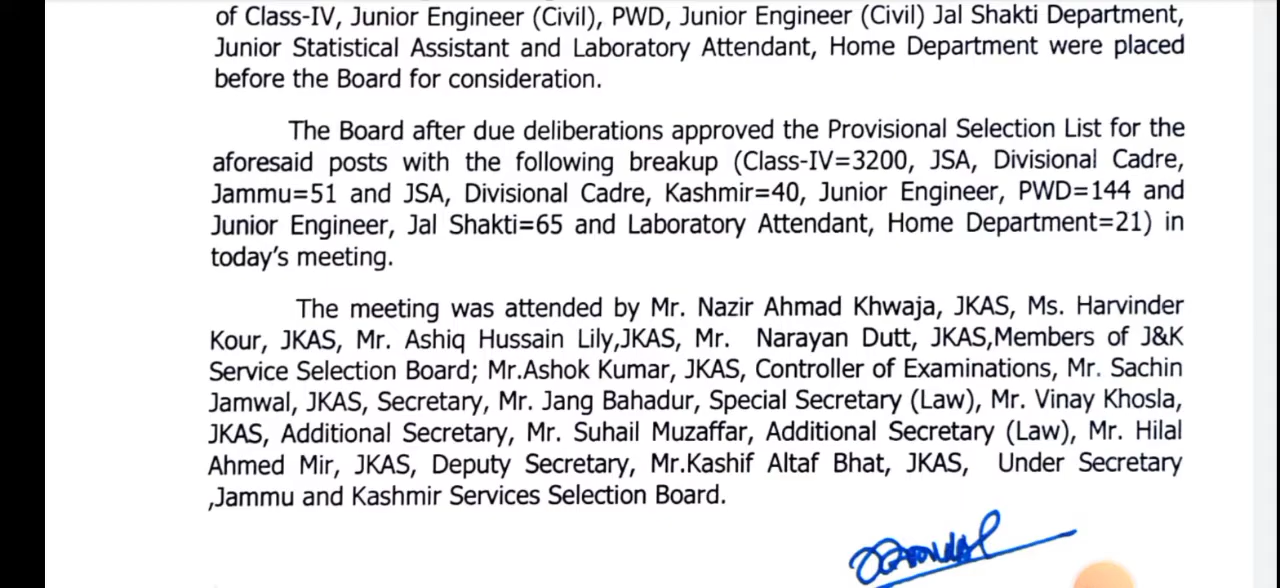 of Class-IV, Junior Engineer (Civil), PWD, Junior Engineer (Civil) Jal Shakti Department,
Junior Statistical Assistant and Laboratory Attendant, Home Department were placed
before the Board for consideration.
The Board after due deliberations approved the Provisional Selection List for the
aforesaid posts with the following breakup (Class-IV=3200, JSA, Divisional Cadre,
Jammu=51 and JSA, Divisional Cadre, Kashmir=40, Junior Engineer, PWD=144 and
Junior Engineer, Jal Shakti=65 and Laboratory Attendant, Home Department=21) in
today's meeting.
The meeting was attended by Mr. Nazir Ahmad Khwaja, JKAS, Ms. Harvinder
Kour, JKAS, Mr. Ashiq Hussain Lily,JKAS, Mr. Narayan Dutt, JKAS,Members of J&K
Service Selection Board; Mr.Ashok Kumar, JKAS, Controller of Examinations, Mr. Sachin
Jamwal, JKAS, Secretary, Mr. Jang Bahadur, Special Secretary (Law), Mr. Vinay Khosla,
JKAS, Additional Secretary, Mr. Suhail Muzaffar, Additional Secretary (Law), Mr. Hilal
Ahmed Mir, JKAS, Deputy Secretary, Mr.Kashif Altaf Bhat, JKAS, Under Secretary
,Jammu and Kashmir Services Selection Board.